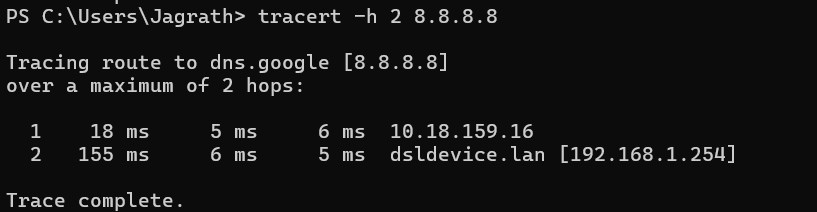 PS C:\Users\Jagrath> tracert -h 2 8.8.8.8
Tracing route to dns.google [8.8.8.8]
over a maximum of 2 hops:
1 18 ms 5 ms 6 ms 10.18.159.16
2 155 ms 6 ms 5 ms dsldevice.lan [192.168.1.254]
Trace complete.